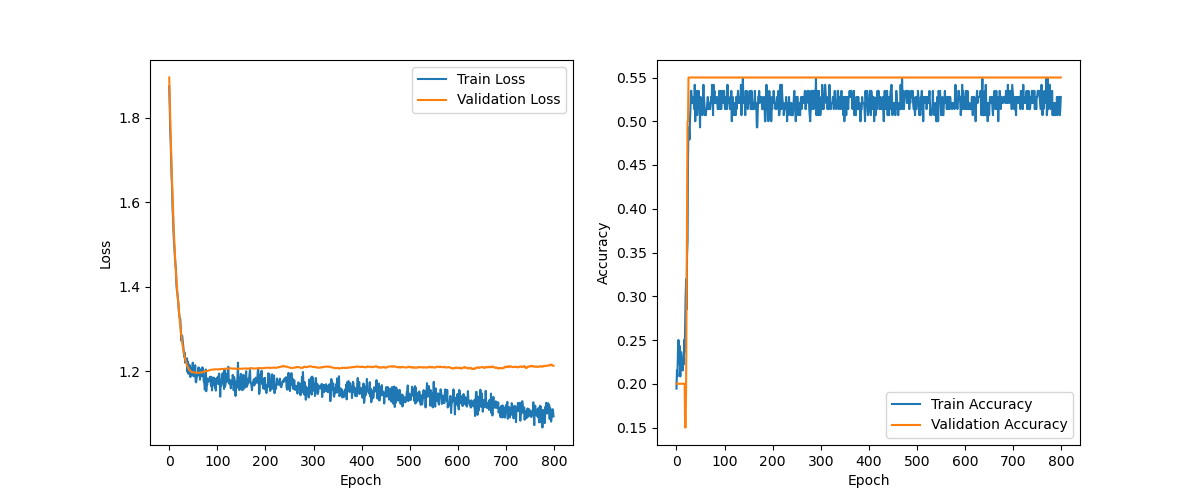 Train Loss
Validation Loss
1.8
1.6
1.4
1.2
Loss
0 100 200 300 400 500 600 700 800
Epoch
0.55
0.50
0.45
0.40
0.35
0.30
0.25
0.20
0.15
Accuracy
Train Accuracy
Validation Accuracy
0 100 200 300 400 500 600 700 800
Epoch